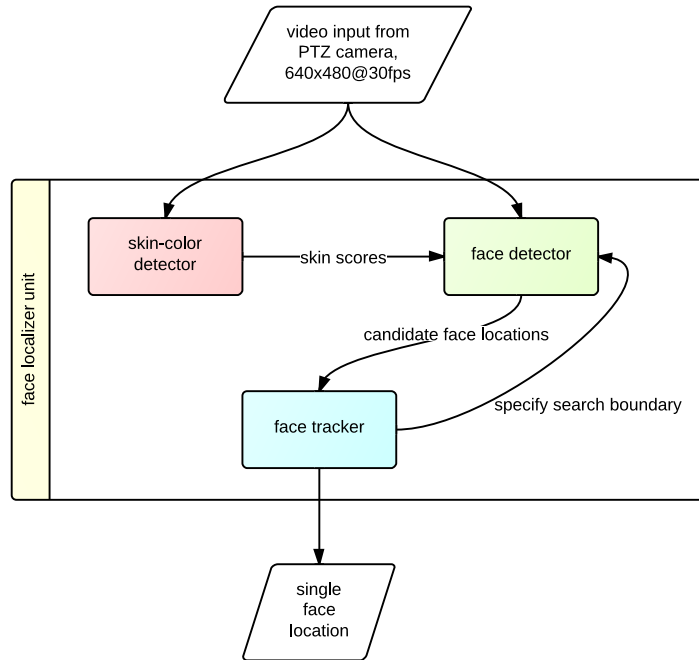 video input from
PTZ camera,
640x480@30fps
face localizer unit
skin-color
detector
skin scores
face detector
candidate face locations
face tracker
specify search boundary
single
face
location